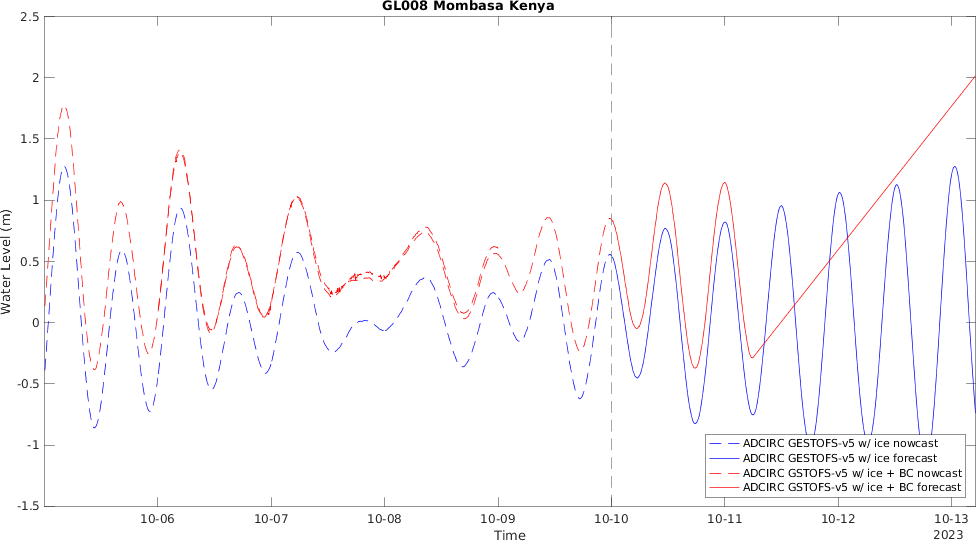 GL008 Mombasa Kenya
2.5
2
1.5
1
0.5
0
-0.5
-1
-1.5
Water Level (m)
10-06
10-07
10-08
10-09
10-10
10-11
10-12
10-13
Time
2023
ADCIRC GESTOFS-v5 w/ ice nowcast
ADCIRC GESTOFS-v5 w/ ice forecast
ADCIRC GSTOFS-v5 w/ ice + BC nowcast
ADCIRC GSTOFS-v5 w/ ice + BC forecast